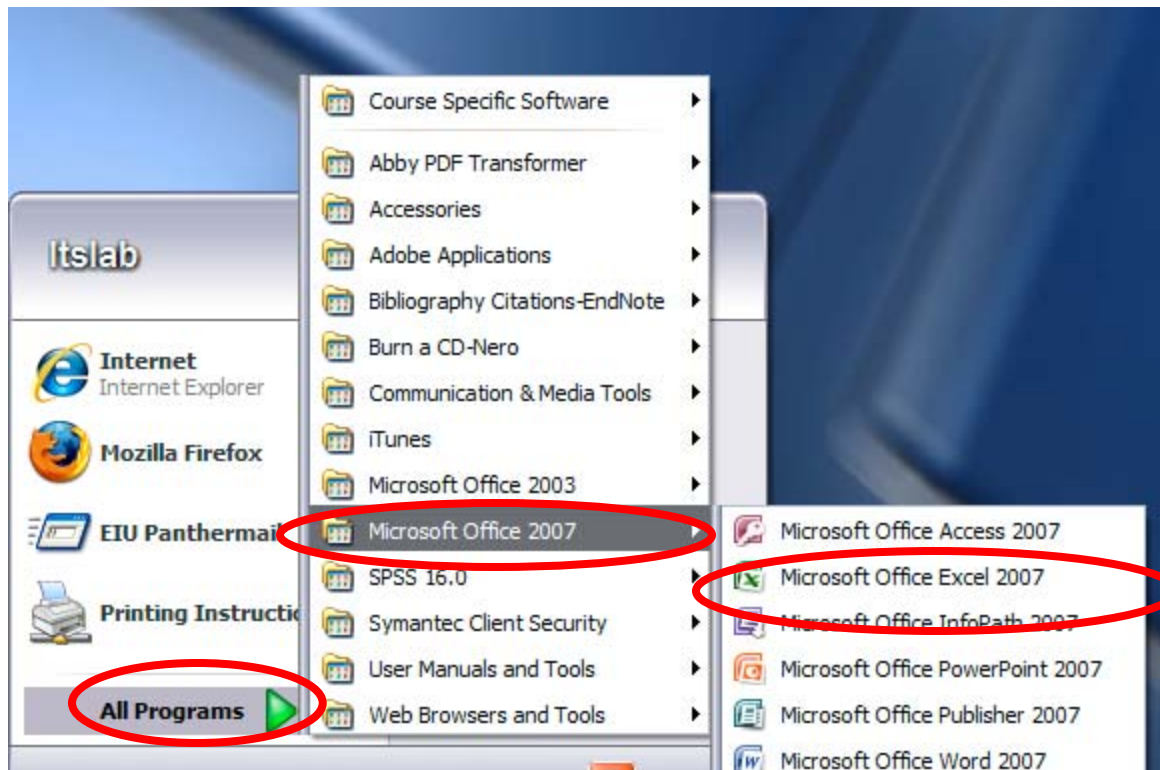 Itslab
Internet
Internet Explorer
Mozilla Firefox
EIU Panthermail
Printing Instructio
All Programs
Course Specific Software
Abby PDF Transformer
Accessories
Adobe Applications
Bibliography Citations-EndNote
Burn a CD-Nero
Communication & Media Tools
iTunes
Microsoft Office 2003
Microsoft Office 2007
SPSS 16.0
Symantec Client Security
User Manuals and Tools
Web Browsers and Tools
Microsoft Office Access 2007
Microsoft Office Excel 2007
Microsoft Office InfoPath 2007
Microsoft Office PowerPoint 2007
Microsoft Office Publisher 2007
Microsoft Office Word 2007